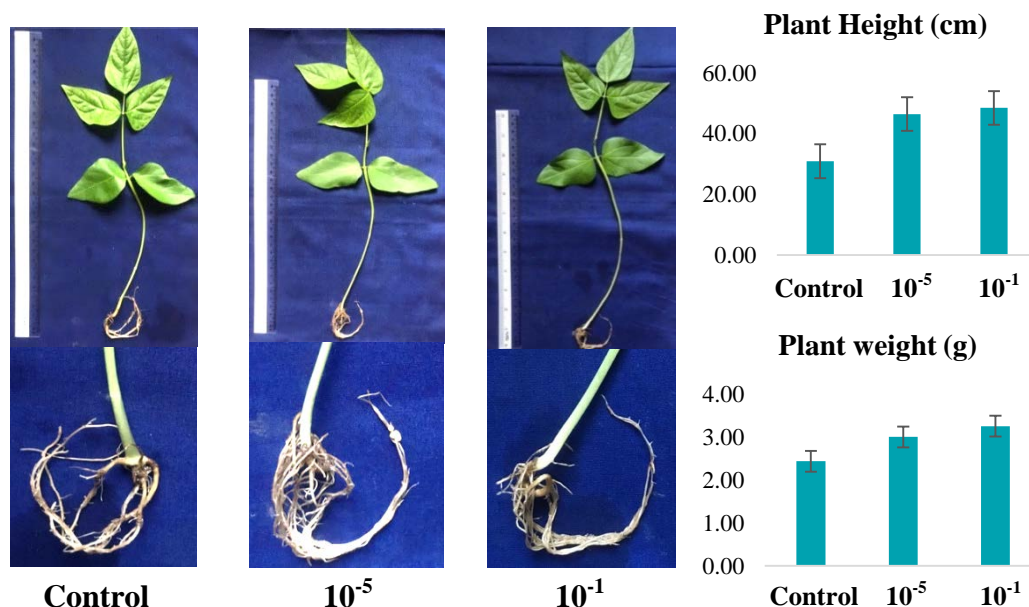 Plant Height (cm)
60.00
40.00
20.00
0.00
Control 10⁻⁵ 10⁻¹
Plant weight (g)
4.00
3.00
2.00
1.00
0.00
Control 10⁻⁵ 10⁻¹
Control 10⁻⁵ 10⁻¹